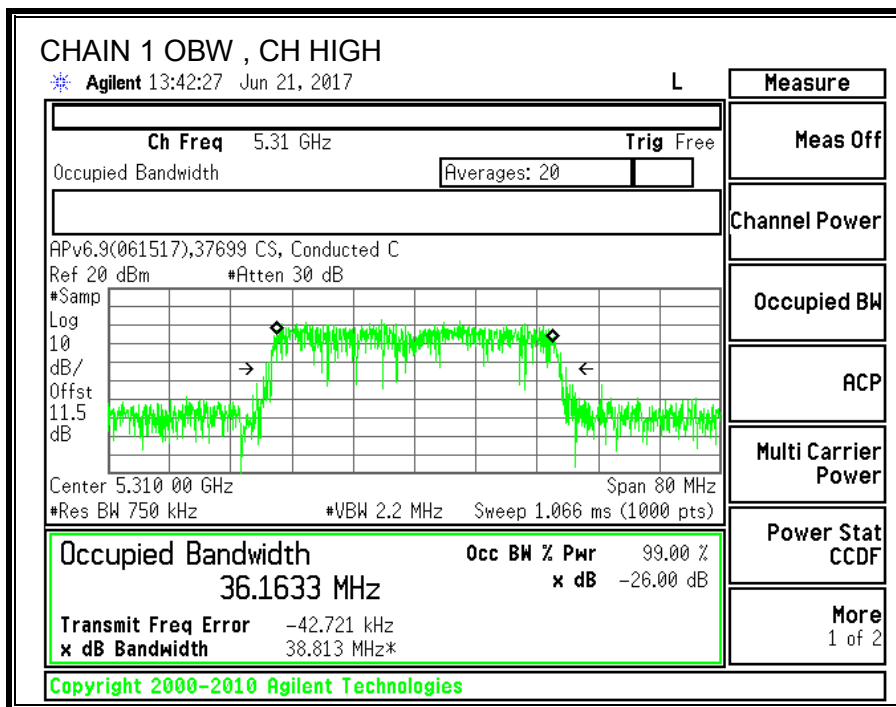 CHAIN 1 OBW , CH HIGH
Agilent 13:42:27 Jun 21, 2017 L
Measure
Ch Freq 5.31 GHz Trig Free
Occupied Bandwidth Averages: 20
Meas Off
Channel Power
APv6.9(061517),37699 CS, Conducted C
Ref 20 dBm #Atten 30 dB
#Samp
Log
10
dB/
Offst
11.5
dB
Occupied BW
ACP
Center 5.310 00 GHz Span 80 MHz
#Res BW 750 kHz #VBW 2.2 MHz Sweep 1.066 ms (1000 pts)
Multi Carrier
Power
Occupied Bandwidth Occ BW % Pwr 99.00 %
36.1633 MHz x dB -26.00 dB
Transmit Freq Error -42.721 kHz
x dB Bandwidth 38.813 MHz*
Power Stat
CCDF
More
1 of 2
Copyright 2000-2010 Agilent Technologies